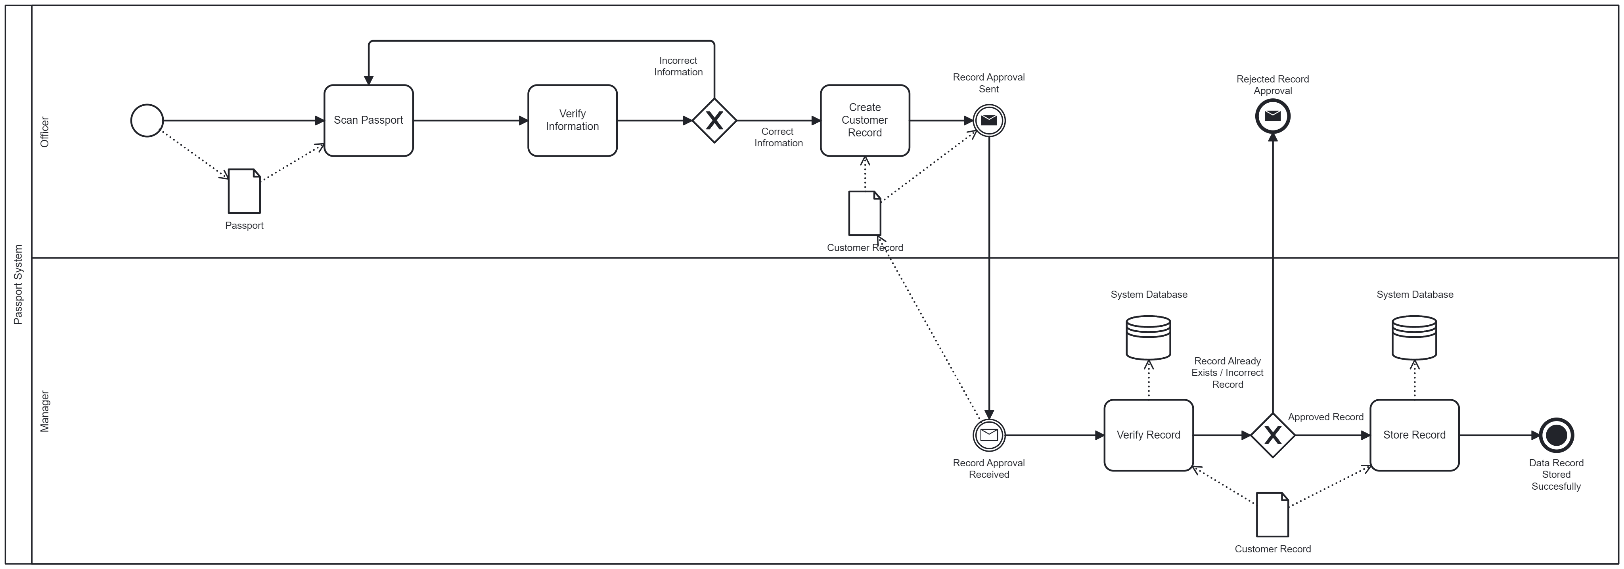 Passport System
Officer
Scan Passport
Passport
Verify
Information
Incorrect
Information
Correct
Infromation
Create
Customer
Record
Customer Record
Record Approval
Sent
Rejected Record
Approval
Manager
Record Approval
Received
System Database
Verify Record
Record Already
Exists / Incorrect
Record
Approved Record
Customer Record
System Database
Store Record
Data Record
Stored
Succesfully